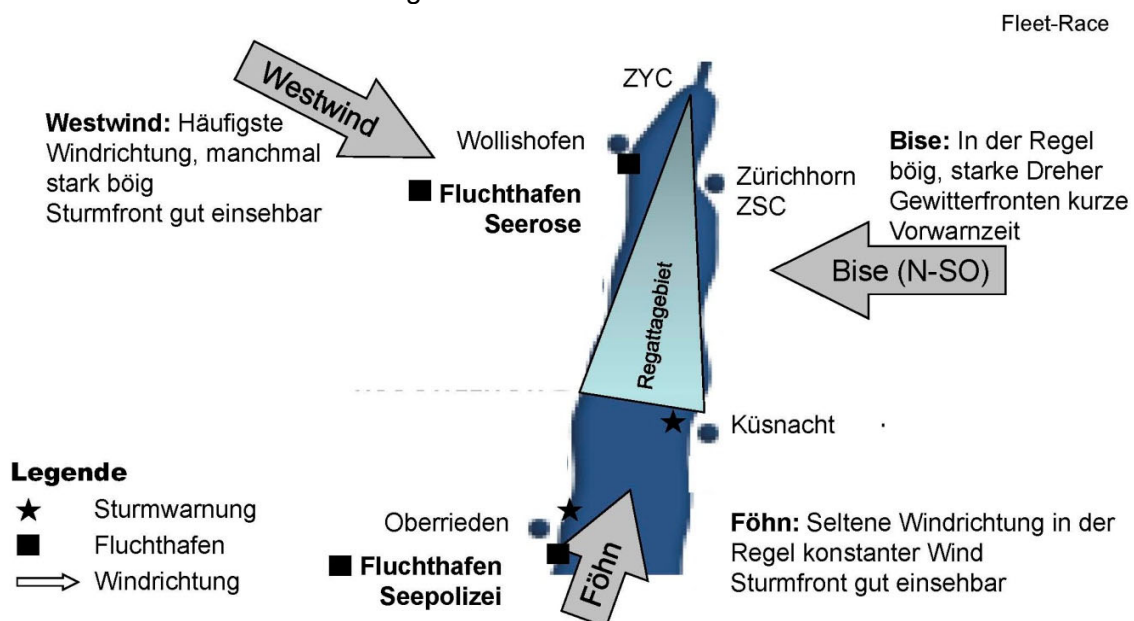 Fleet-Race
ZYC
Westwind
Westwind: Häufigste
Windrichtung, manchmal
stark böig
Sturmfront gut einsehbar
Wollishofen
Fluchthafen
Seerose
Zürichhorn
ZSC
Bise: In der Regel
böig, starke Dreher
Gewitterfronten kurze
Vorwarnzeit
Bise (N-SO)
Regattagebiet
Küsnacht
Legende
Sturmwarnung
Fluchthafen
Windrichtung
Oberrieden
Fluchthafen
Seepolizei
Föhn
Föhn: Seltene Windrichtung in der
Regel konstanter Wind
Sturmfront gut einsehbar